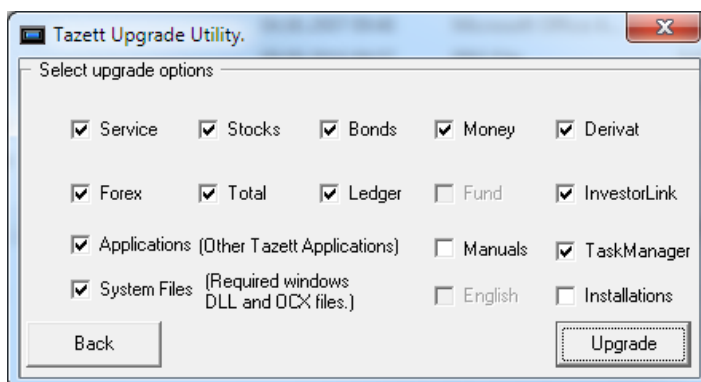 Tazett Upgrade Utility.
Select upgrade options
Service Stocks Bonds Money Derivat
Forex Total Ledger Fund InvestorLink
Applications (Other Tazett Applications) Manuals TaskManager
System Files (Required windows
DLL and OCX files.) English Installations
Back Upgrade